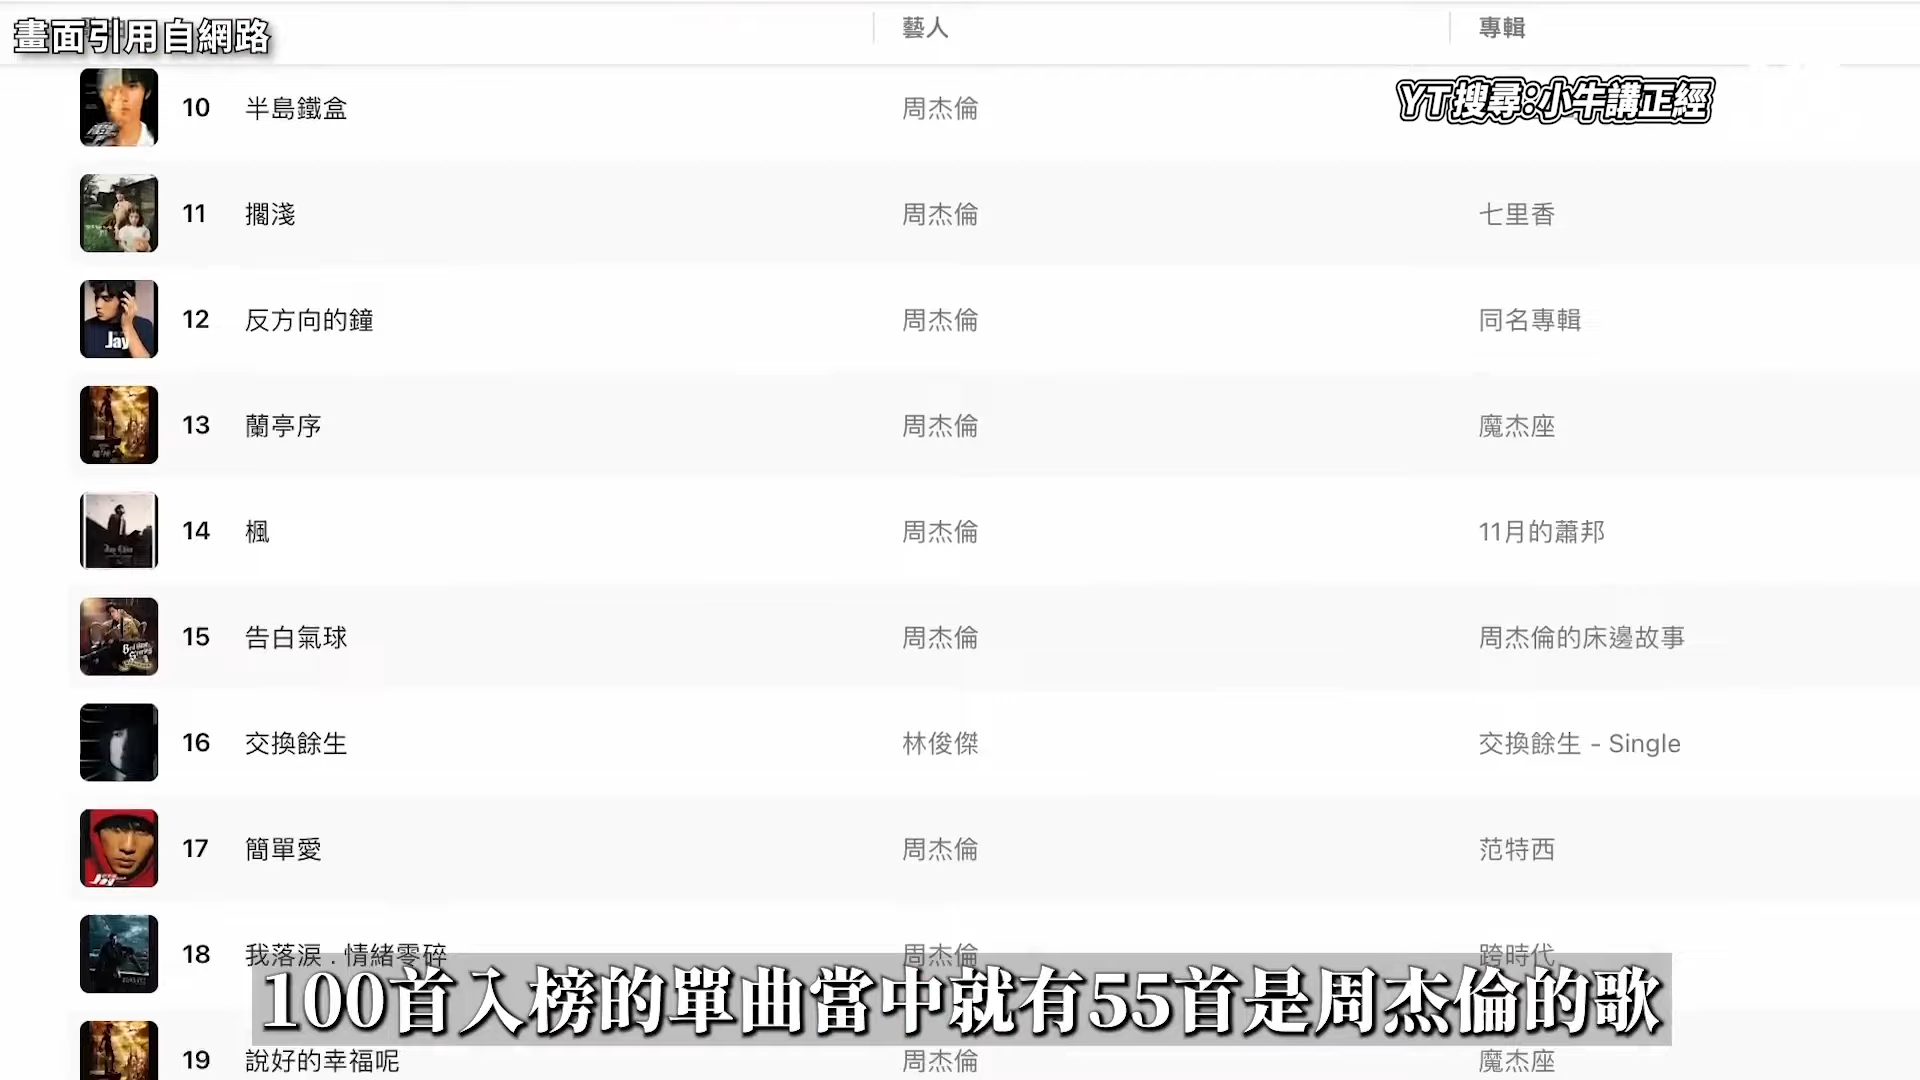 畫面引用自網路
藝人
專輯
YT搜尋:小牛講正經
10 半島鐵盒 周杰倫
11 擱淺 周杰倫 七里香
12 反方向的鐘 周杰倫 同名專輯
Jay
13 蘭亭序 周杰倫 魔杰座
14 楓 周杰倫 11月的蕭邦
15 告白氣球 周杰倫 周杰倫的床邊故事
16 交換餘生 林俊傑 交換餘生 - Single
17 簡單愛 周杰倫 范特西
Jay
18 我落淚 . 情緒零碎 周杰倫 跨時代
100首入榜的單曲當中就有55首是周杰倫的歌
19 說好的幸福呢 周杰倫 魔杰座